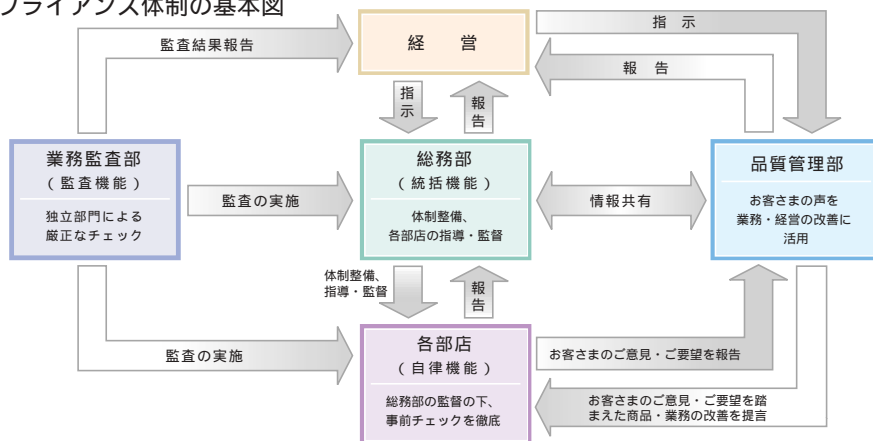 プライアンス体制の基本図
監査結果報告
経　営
指 示
報 告
指
示
報
告
業務監査部
(監査機能)
独立部門による
厳正なチェック
監査の実施
総務部
(統括機能)
体制整備、
各部店の指導・監督
情報共有
品質管理部
お客さまの声を
業務・経営の改善に
活用
体制整備、
指導・監督
報
告
監査の実施
各部店
(自律機能)
総務部の監督の下、
事前チェックを徹底
お客さまのご意見・ご要望を報告
お客さまのご意見・ご要望を踏
まえた商品・業務の改善を提言